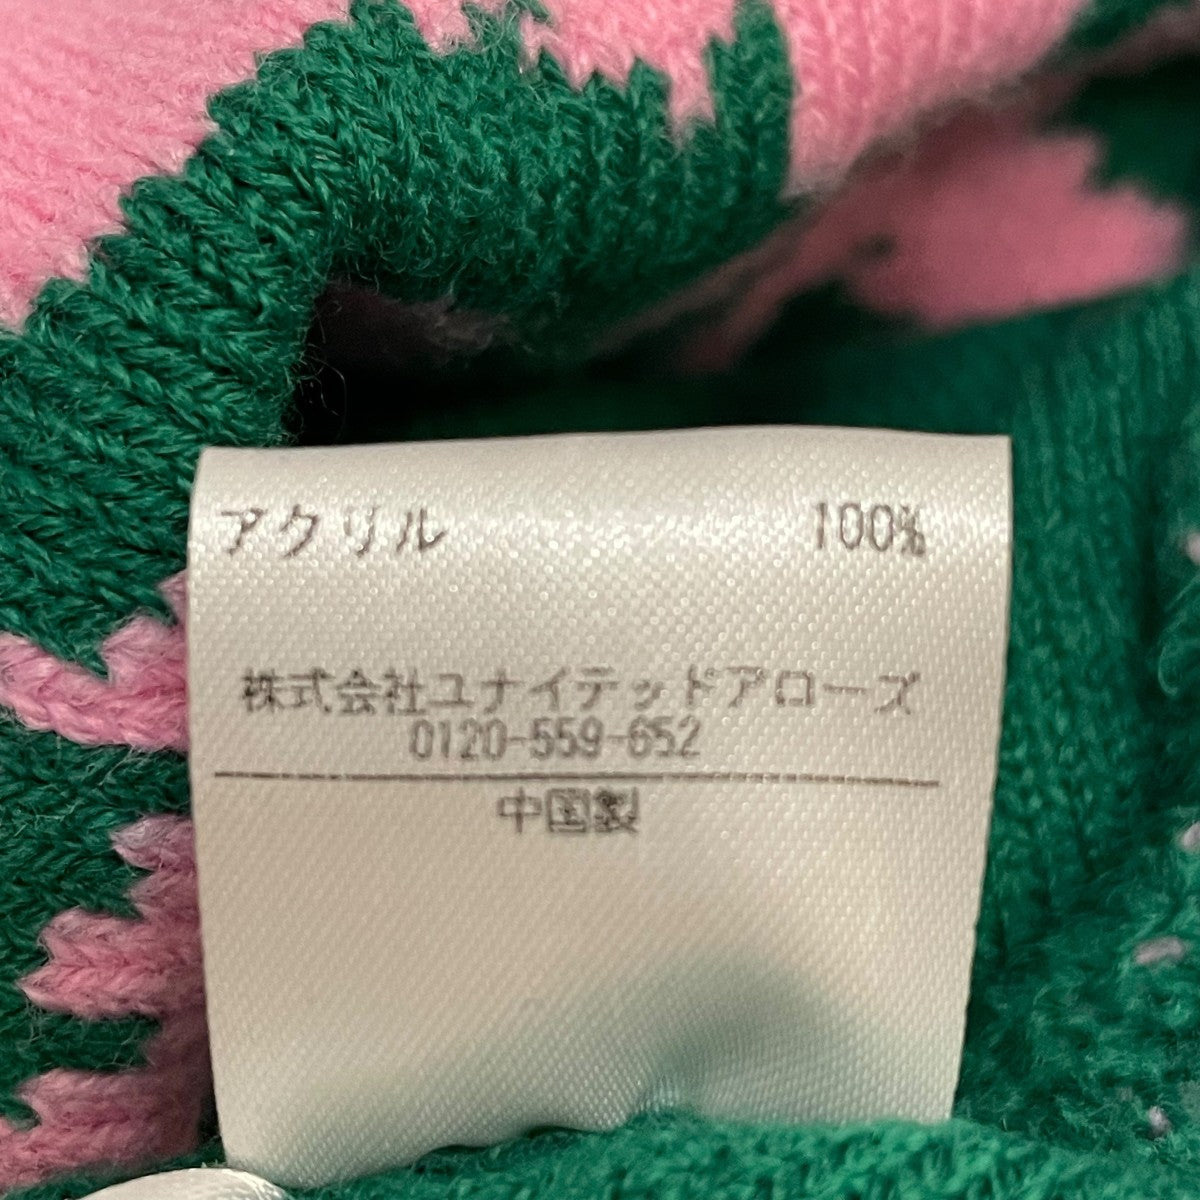 アクリル 100%
株式会社ユナイテッドアローズ
0120-559-652
中国製